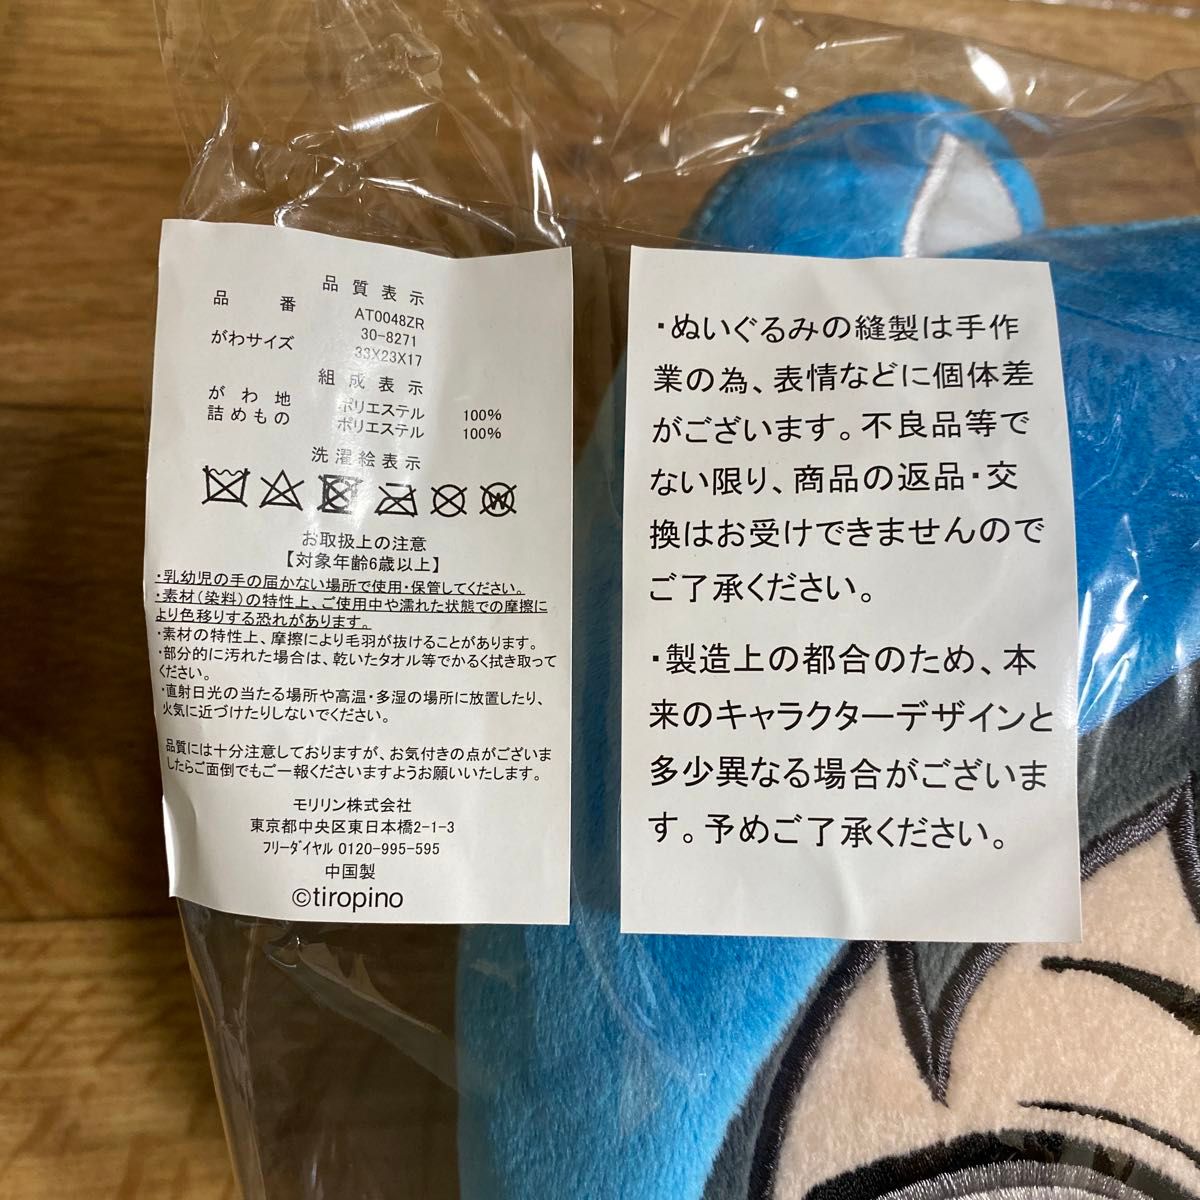 品質表示
品番 AT0048ZR
30-8271
がわサイズ 33X23X17
組成表示
がわ地 ポリエステル 100%
詰めもの ポリエステル 100%
洗濯絵表示
お取扱上の注意
【対象年齢6歳以上】
・乳幼児の手の届かない場所で使用・保管してください。
・素材(染料)の特性上、ご使用中や濡れた状態での摩擦に
より色移りする恐れがあります。
・素材の特性上、摩擦により毛羽が抜けることがあります。
・部分的に汚れた場合は、乾いたタオル等でかるく拭き取って
ください。
・直射日光の当たる場所や高温・多湿の場所に放置したり、
火気に近づけたりしないでください。
品質には十分注意しておりますが、お気付きの点がございま
したらご面倒でもご一報くださいますようお願いいたします。
モリリン株式会社
東京都中央区東日本橋2-1-3
フリーダイヤル 0120-995-595
中国製
©tiropino
・ぬいぐるみの縫製は手作
業の為、表情などに個体差
がございます。不良品等で
ない限り、商品の返品・交
換はお受けできませんので
ご了承ください。
・製造上の都合のため、本
来のキャラクターデザインと
多少異なる場合がございま
す。予めご了承ください。